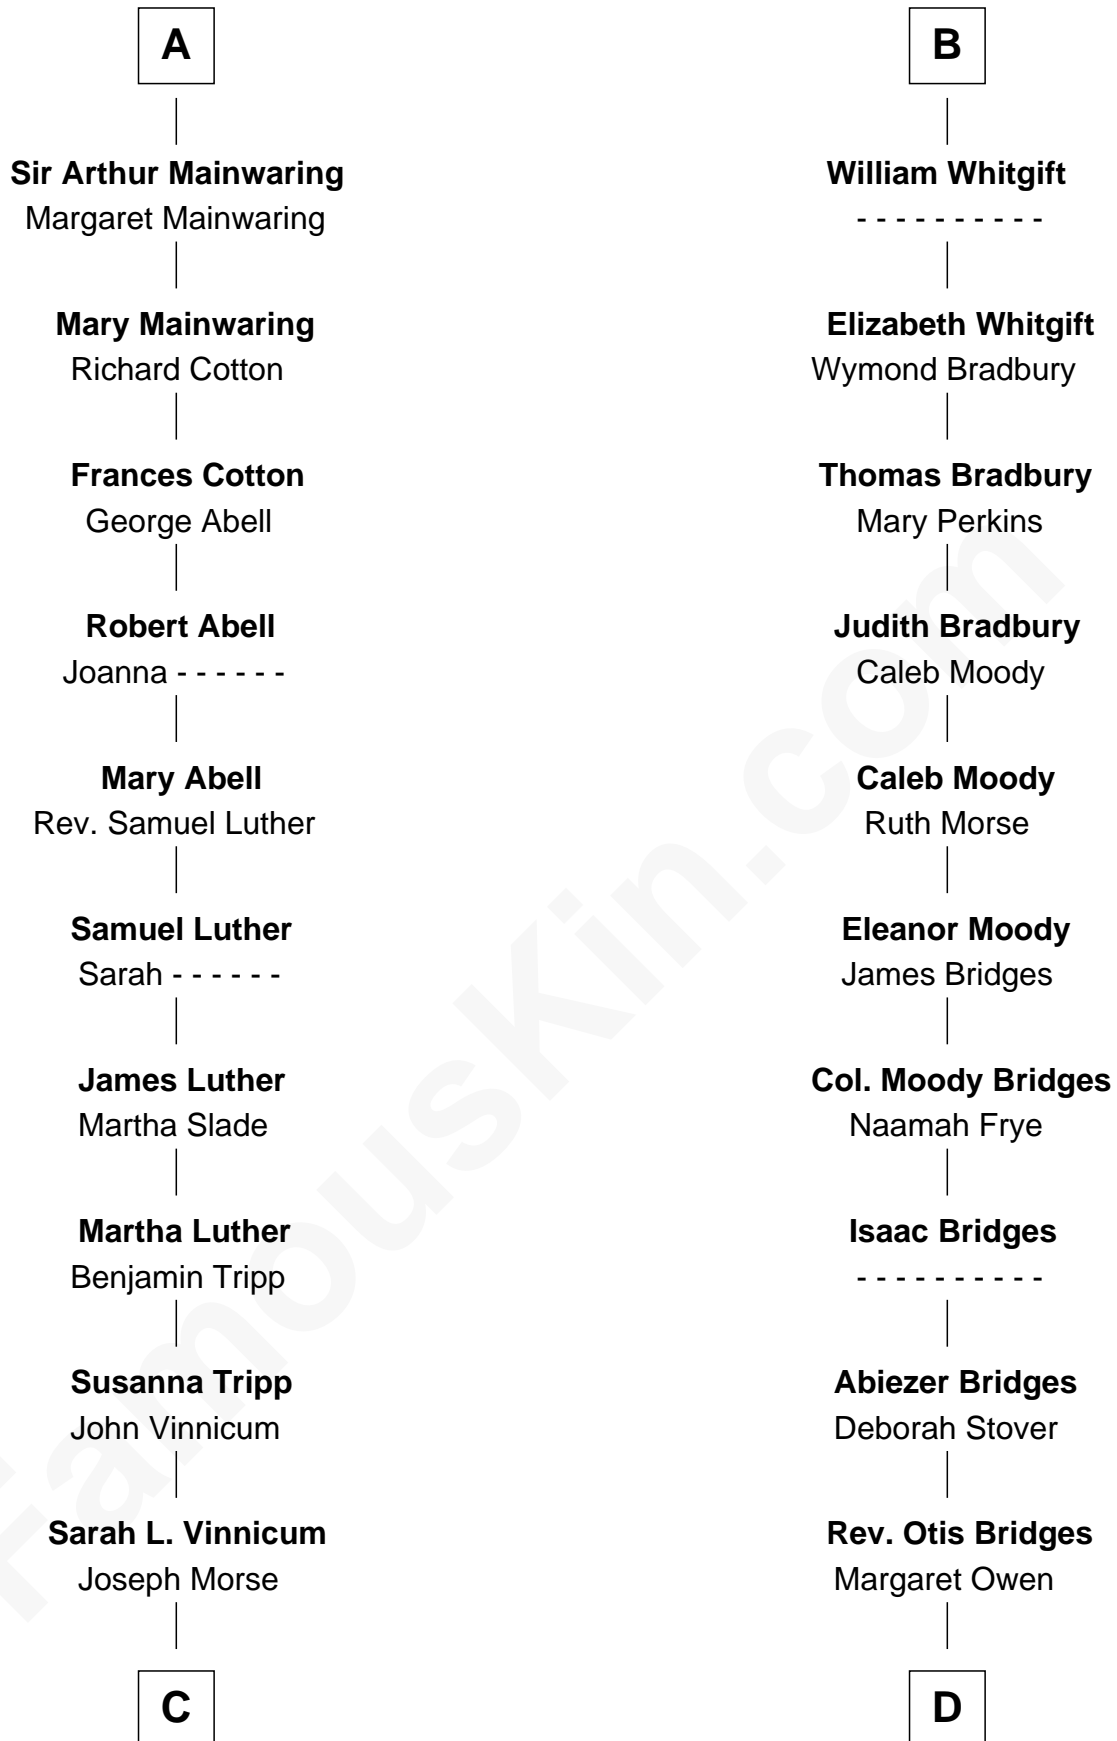 A
Sir Arthur Mainwaring
Margaret Mainwaring
Mary Mainwaring
Richard Cotton
Frances Cotton
George Abell
Robert Abell
Joanna - - - - - -
Mary Abell
Rev. Samuel Luther
Samuel Luther
Sarah - - - - - -
James Luther
Martha Slade
Martha Luther
Benjamin Tripp
Susanna Tripp
John Vinnicum
Sarah L. Vinnicum
Joseph Morse
C
B
William Whitgift
- - - - - - - - - -
Elizabeth Whitgift
Wymond Bradbury
Thomas Bradbury
Mary Perkins
Judith Bradbury
Caleb Moody
Caleb Moody
Ruth Morse
Eleanor Moody
James Bridges
Col. Moody Bridges
Naamah Frye
Isaac Bridges
- - - - - - - - - -
Abiezer Bridges
Deborah Stover
Rev. Otis Bridges
Margaret Owen
D
FamousKin.com